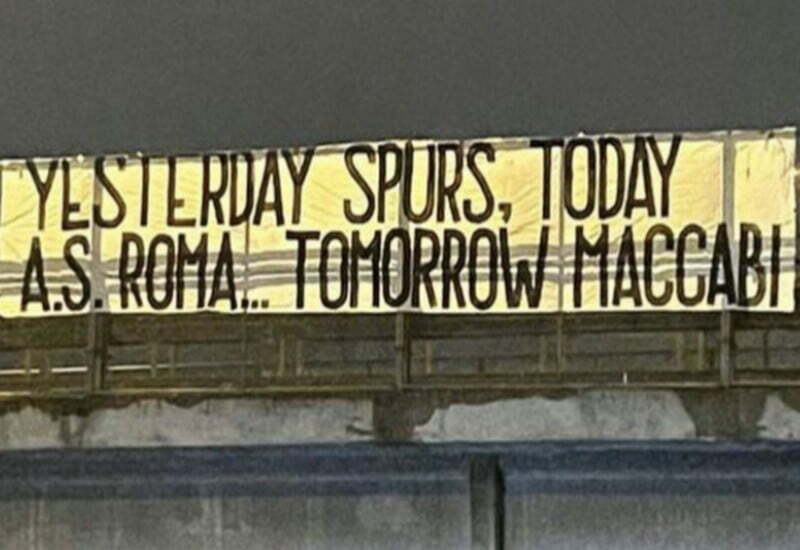 YESTERDAY SPURS, TODAY
A.S. ROMA... TOMORROW MACCABI